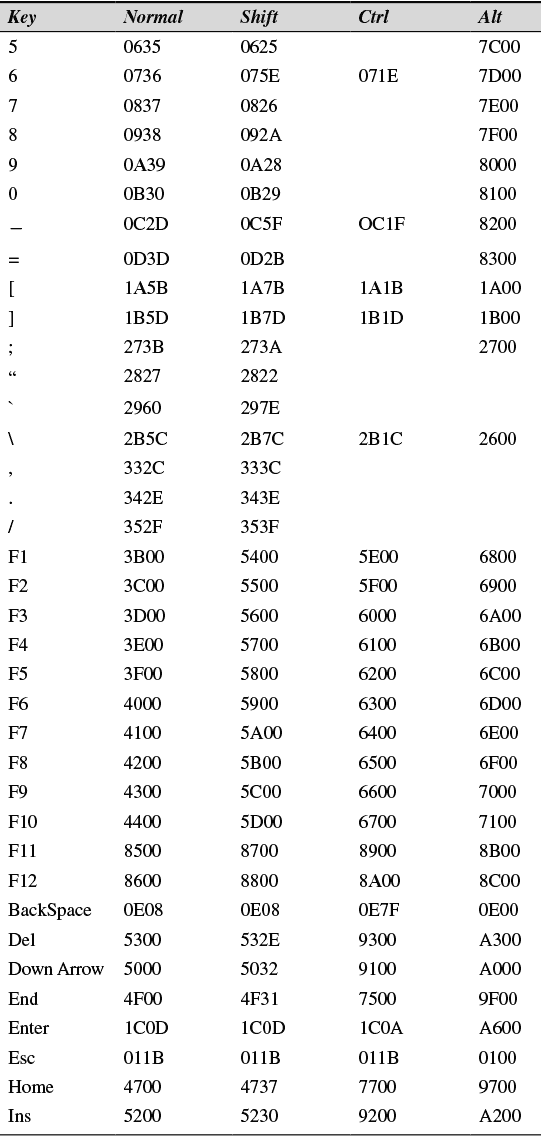 Key Normal Shift Ctrl Alt
5 0635 0625 7C00
6 0736 075E 071E 7D00
7 0837 0826 7E00
8 0938 092A 7F00
9 0A39 0A28 8000
0 0B30 0B29 8100
– 0C2D 0C5F OC1F 8200
= 0D3D 0D2B 8300
[ 1A5B 1A7B 1A1B 1A00
] 1B5D 1B7D 1B1D 1B00
; 273B 273A 2700
“ 2827 2822
` 2960 297E
\ 2B5C 2B7C 2B1C 2600
, 332C 333C
. 342E 343E
/ 352F 353F
F1 3B00 5400 5E00 6800
F2 3C00 5500 5F00 6900
F3 3D00 5600 6000 6A00
F4 3E00 5700 6100 6B00
F5 3F00 5800 6200 6C00
F6 4000 5900 6300 6D00
F7 4100 5A00 6400 6E00
F8 4200 5B00 6500 6F00
F9 4300 5C00 6600 7000
F10 4400 5D00 6700 7100
F11 8500 8700 8900 8B00
F12 8600 8800 8A00 8C00
BackSpace 0E08 0E08 0E7F 0E00
Del 5300 532E 9300 A300
Down Arrow 5000 5032 9100 A000
End 4F00 4F31 7500 9F00
Enter 1C0D 1C0D 1C0A A600
Esc 011B 011B 011B 0100
Home 4700 4737 7700 9700
Ins 5200 5230 9200 A200